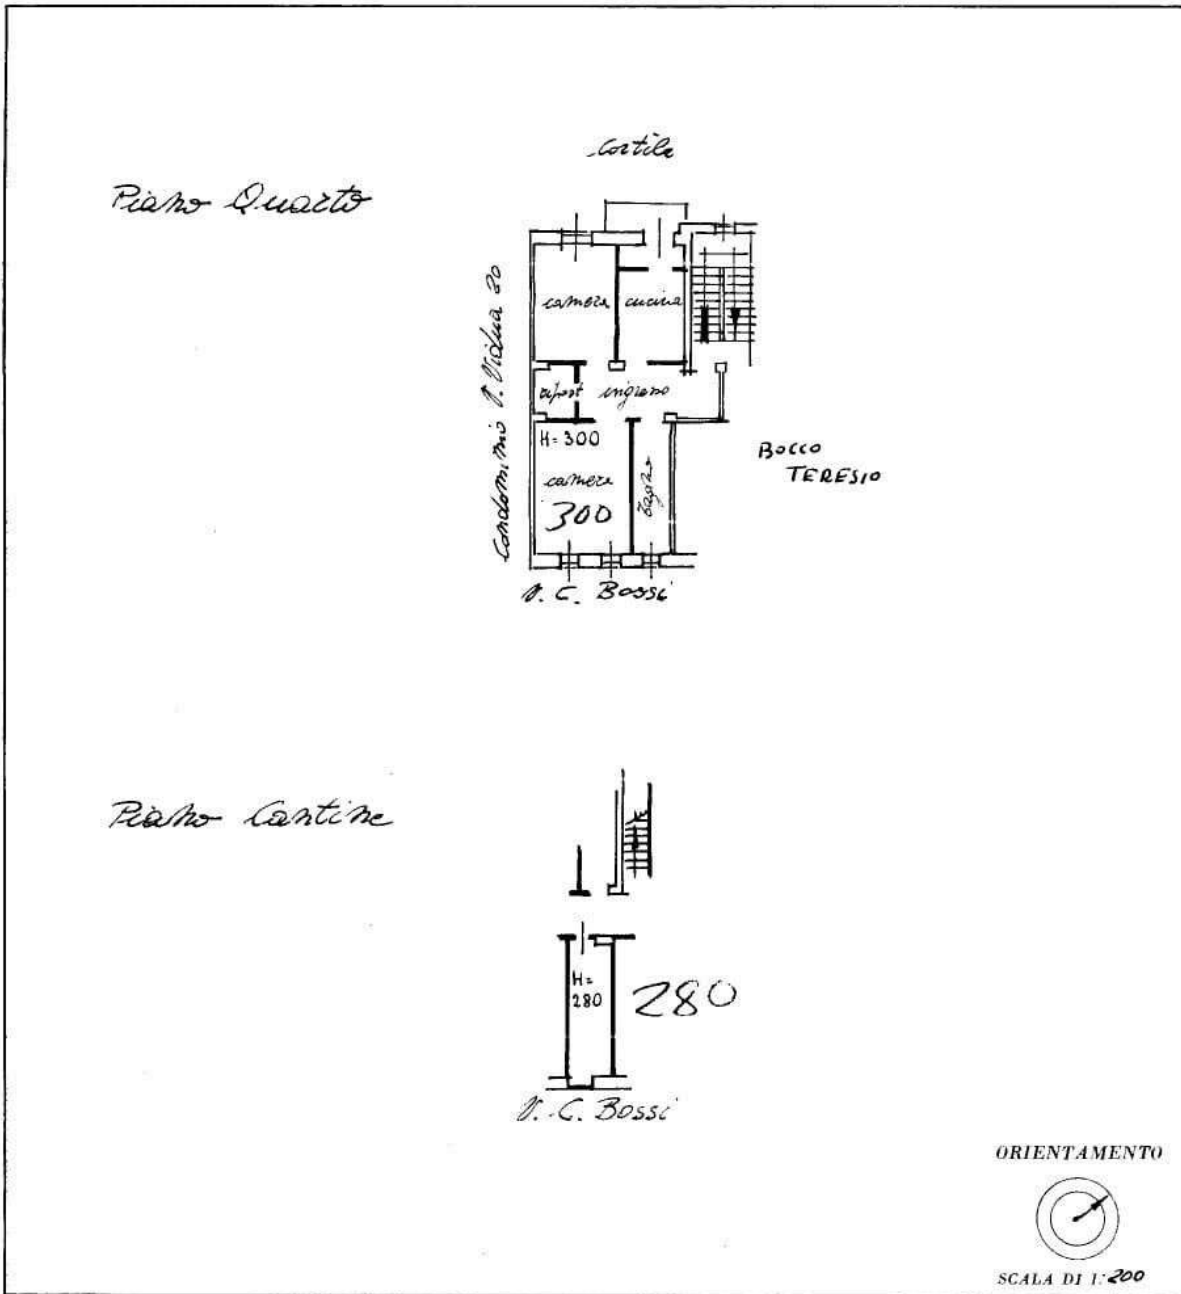 Cortile
Piano Quarto
Condominio V. Vidua 20
camera cucina
ripost ingresso
H=300
camera
300
bagno
BOCCO
TERESIO
V. C. Bossi
Piano Cantine
H=
280
280
V. C. Bossi
ORIENTAMENTO
SCALA DI 1:200